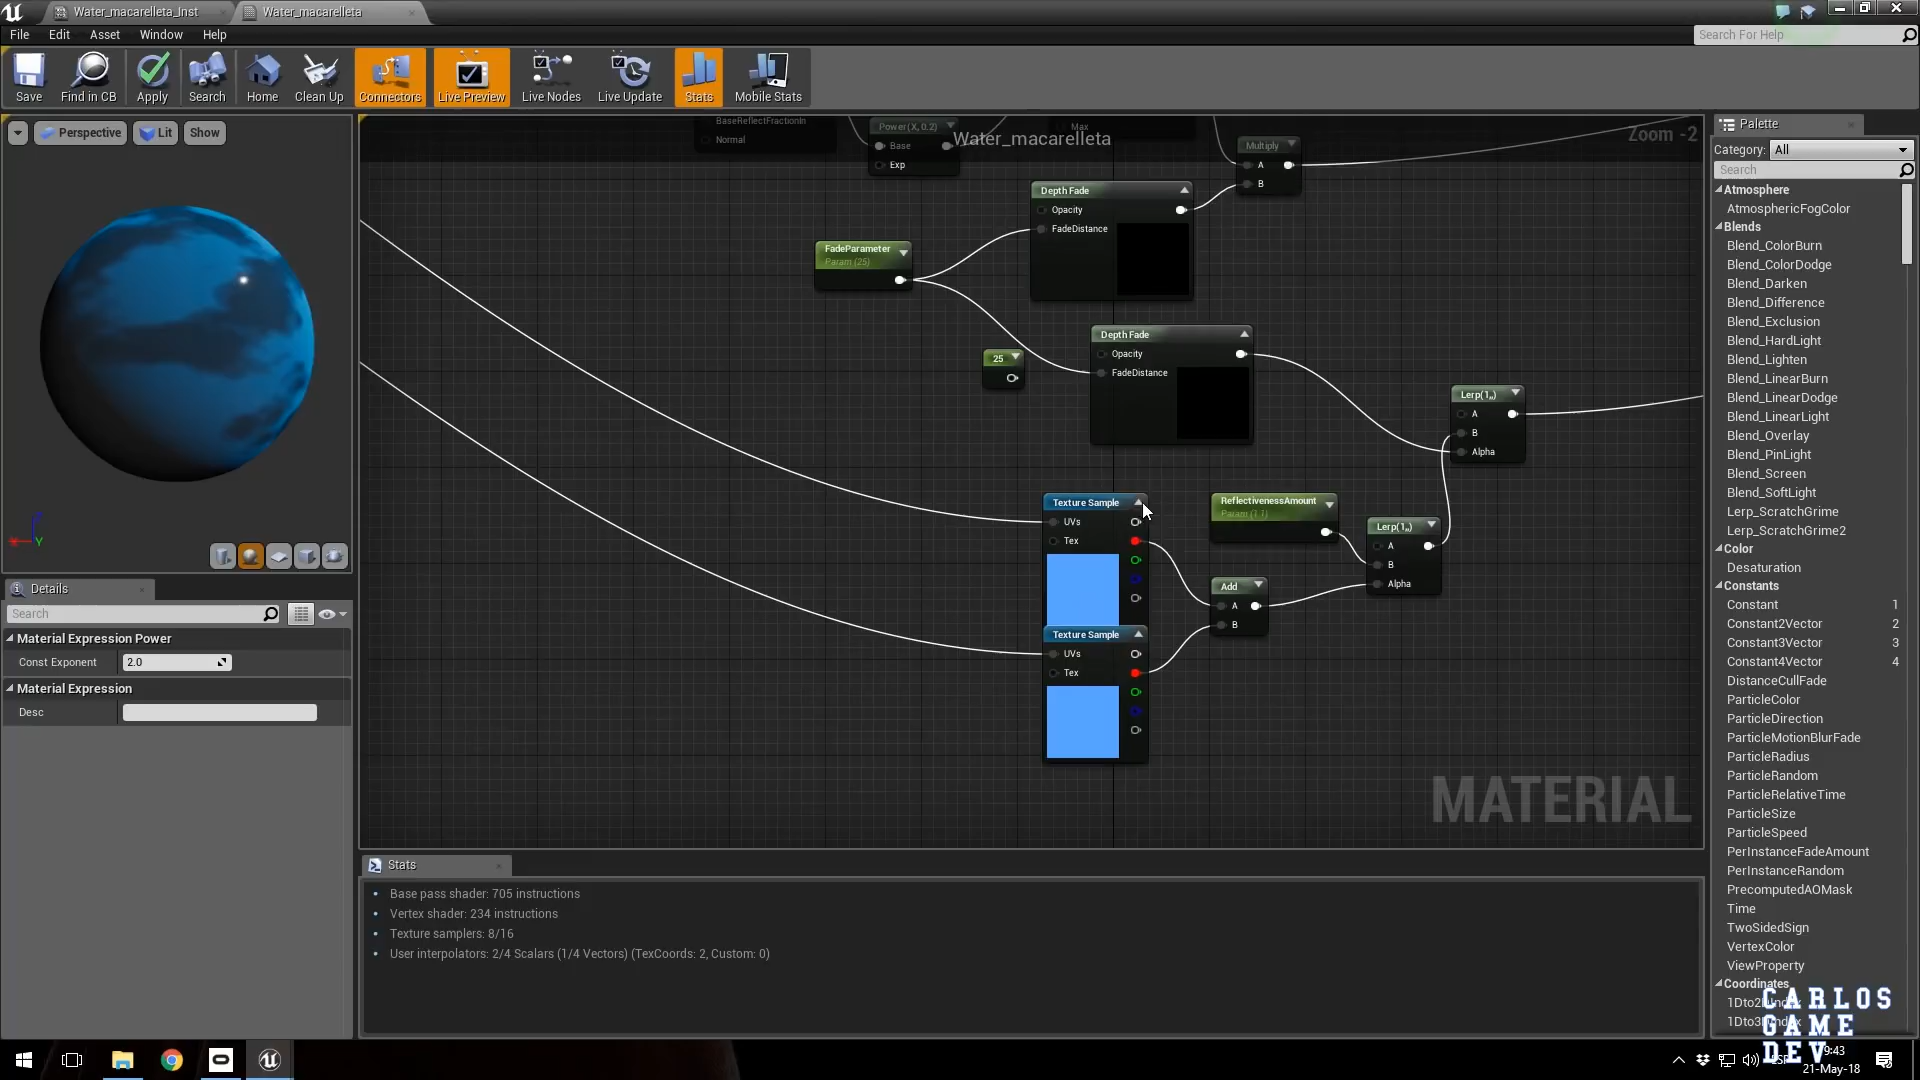 Water_macarelleta_Inst
Water_macarelleta
File Edit Asset Window Help
Search For Help
Save Find in CB Apply Search Home Clean Up Connectors Live Preview Live Nodes Live Update Stats Mobile Stats
Perspective Lit Show
Water_macarelleta
Zoom -2
BaseReflectFractionIn
Normal
Power(X, 0.2)
Base
Exp
Max
Multiply
A
B
Depth Fade
Opacity
FadeDistance
FadeParameter
Param (25)
25
Depth Fade
Opacity
FadeDistance
Lerp(1,,)
A
B
Alpha
Texture Sample
UVs
Tex
ReflectivenessAmount
Param (1.1)
Lerp(1,,)
A
B
Alpha
Add
A
B
Texture Sample
UVs
Tex
MATERIAL
Details
Search
Material Expression Power
Const Exponent 2.0
Material Expression
Desc
Stats
Base pass shader: 705 instructions
Vertex shader: 234 instructions
Texture samplers: 8/16
User interpolators: 2/4 Scalars (1/4 Vectors) (TexCoords: 2, Custom: 0)
Palette
Category: All
Search
Atmosphere
AtmosphericFogColor
Blends
Blend_ColorBurn
Blend_ColorDodge
Blend_Darken
Blend_Difference
Blend_Exclusion
Blend_HardLight
Blend_Lighten
Blend_LinearBurn
Blend_LinearDodge
Blend_LinearLight
Blend_Overlay
Blend_PinLight
Blend_Screen
Blend_SoftLight
Lerp_ScratchGrime
Lerp_ScratchGrime2
Color
Desaturation
Constants
Constant 1
Constant2Vector 2
Constant3Vector 3
Constant4Vector 4
DistanceCullFade
ParticleColor
ParticleDirection
ParticleMotionBlurFade
ParticleRadius
ParticleRandom
ParticleRelativeTime
ParticleSize
ParticleSpeed
PerInstanceFadeAmount
PerInstanceRandom
PrecomputedAOMask
Time
TwoSidedSign
VertexColor
ViewProperty
Coordinates
CARLOS
GAME
DEV
21-May-18